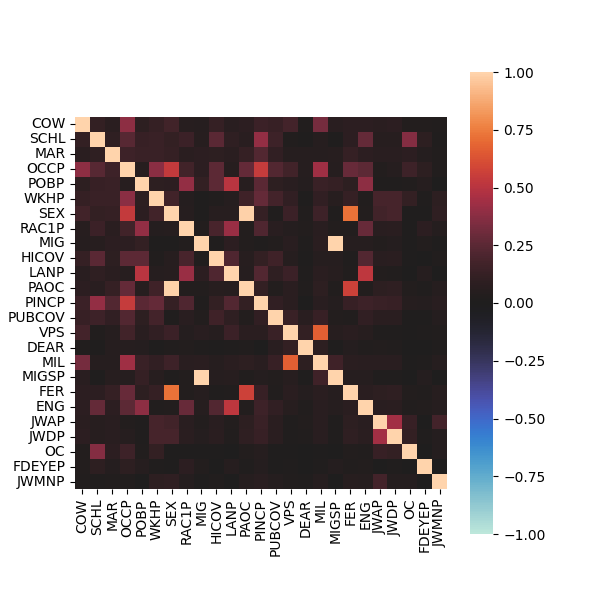 COW
SCHL
MAR
OCCP
POBP
WKHP
SEX
RAC1P
MIG
HICOV
LANP
PAOC
PINCP
PUBCOV
VPS
DEAR
MIL
MIGSP
FER
ENG
JWAP
JWDP
OC
FDEYEP
JWMNP
COW
SCHL
MAR
OCCP
POBP
WKHP
SEX
RAC1P
MIG
HICOV
LANP
PAOC
PINCP
PUBCOV
VPS
DEAR
MIL
MIGSP
FER
ENG
JWAP
JWDP
OC
FDEYEP
JWMNP
1.00
0.75
0.50
0.25
0.00
−0.25
−0.50
−0.75
−1.00